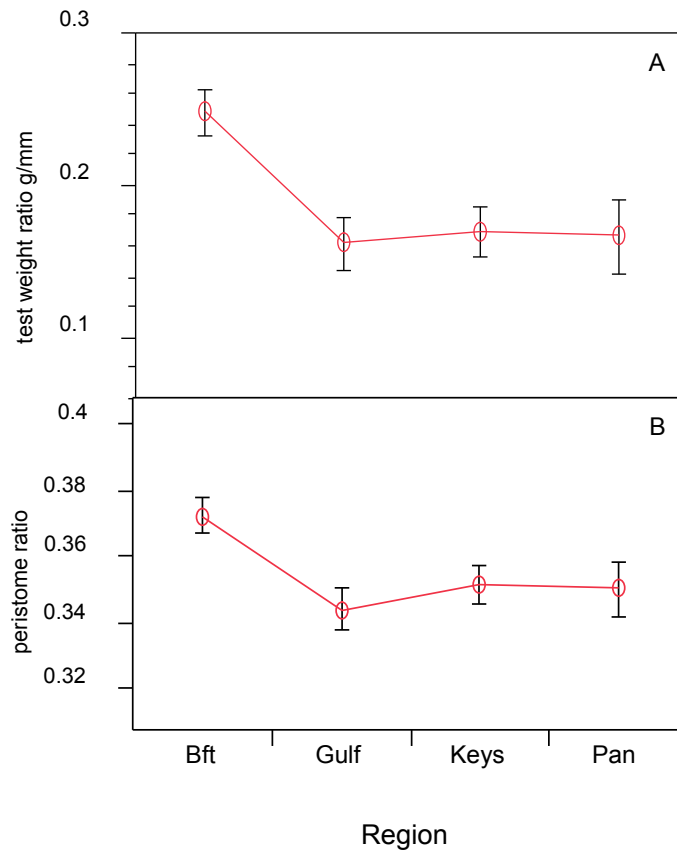 0.3
A
0.2
0.1
test weight ratio g/mm
0.4
B
0.38
0.36
0.34
0.32
peristome ratio
Bft Gulf Keys Pan
Region